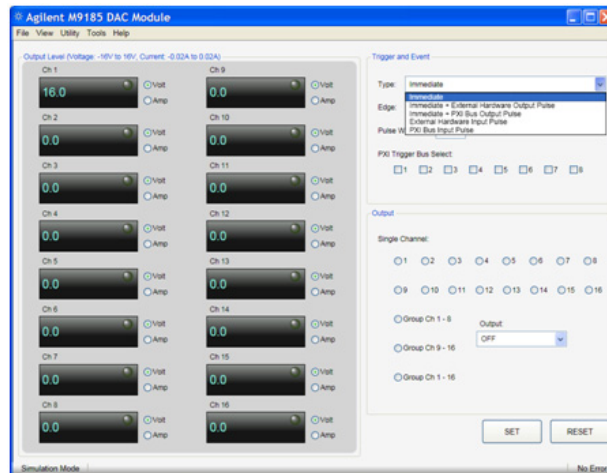 Agilent M9185 DAC Module
File View Utility Tools Help
Output Level (Voltage: -16V to 16V, Current: -0.02A to 0.02A)
Ch 1
16.0
Volt
Amp
Ch 2
0.0
Volt
Amp
Ch 3
0.0
Volt
Amp
Ch 4
0.0
Volt
Amp
Ch 5
0.0
Volt
Amp
Ch 6
0.0
Volt
Amp
Ch 7
0.0
Volt
Amp
Ch 8
0.0
Volt
Amp
Ch 9
0.0
Volt
Amp
Ch 10
0.0
Volt
Amp
Ch 11
0.0
Volt
Amp
Ch 12
0.0
Volt
Amp
Ch 13
0.0
Volt
Amp
Ch 14
0.0
Volt
Amp
Ch 15
0.0
Volt
Amp
Ch 16
0.0
Volt
Amp
Trigger and Event
Type: Immediate
Immediate
Immediate + External Hardware Output Pulse
Immediate + PXI Bus Output Pulse
External Hardware Input Pulse
PXI Bus Input Pulse
Edge:
Pulse W
PXI Trigger Bus Select:
1 2 3 4 5 6 7 8
Output
Single Channel:
1 2 3 4 5 6 7 8
9 10 11 12 13 14 15 16
Group Ch 1 - 8
Group Ch 9 - 16
Group Ch 1 - 16
Output
OFF
SET RESET
Simulation Mode
No Error